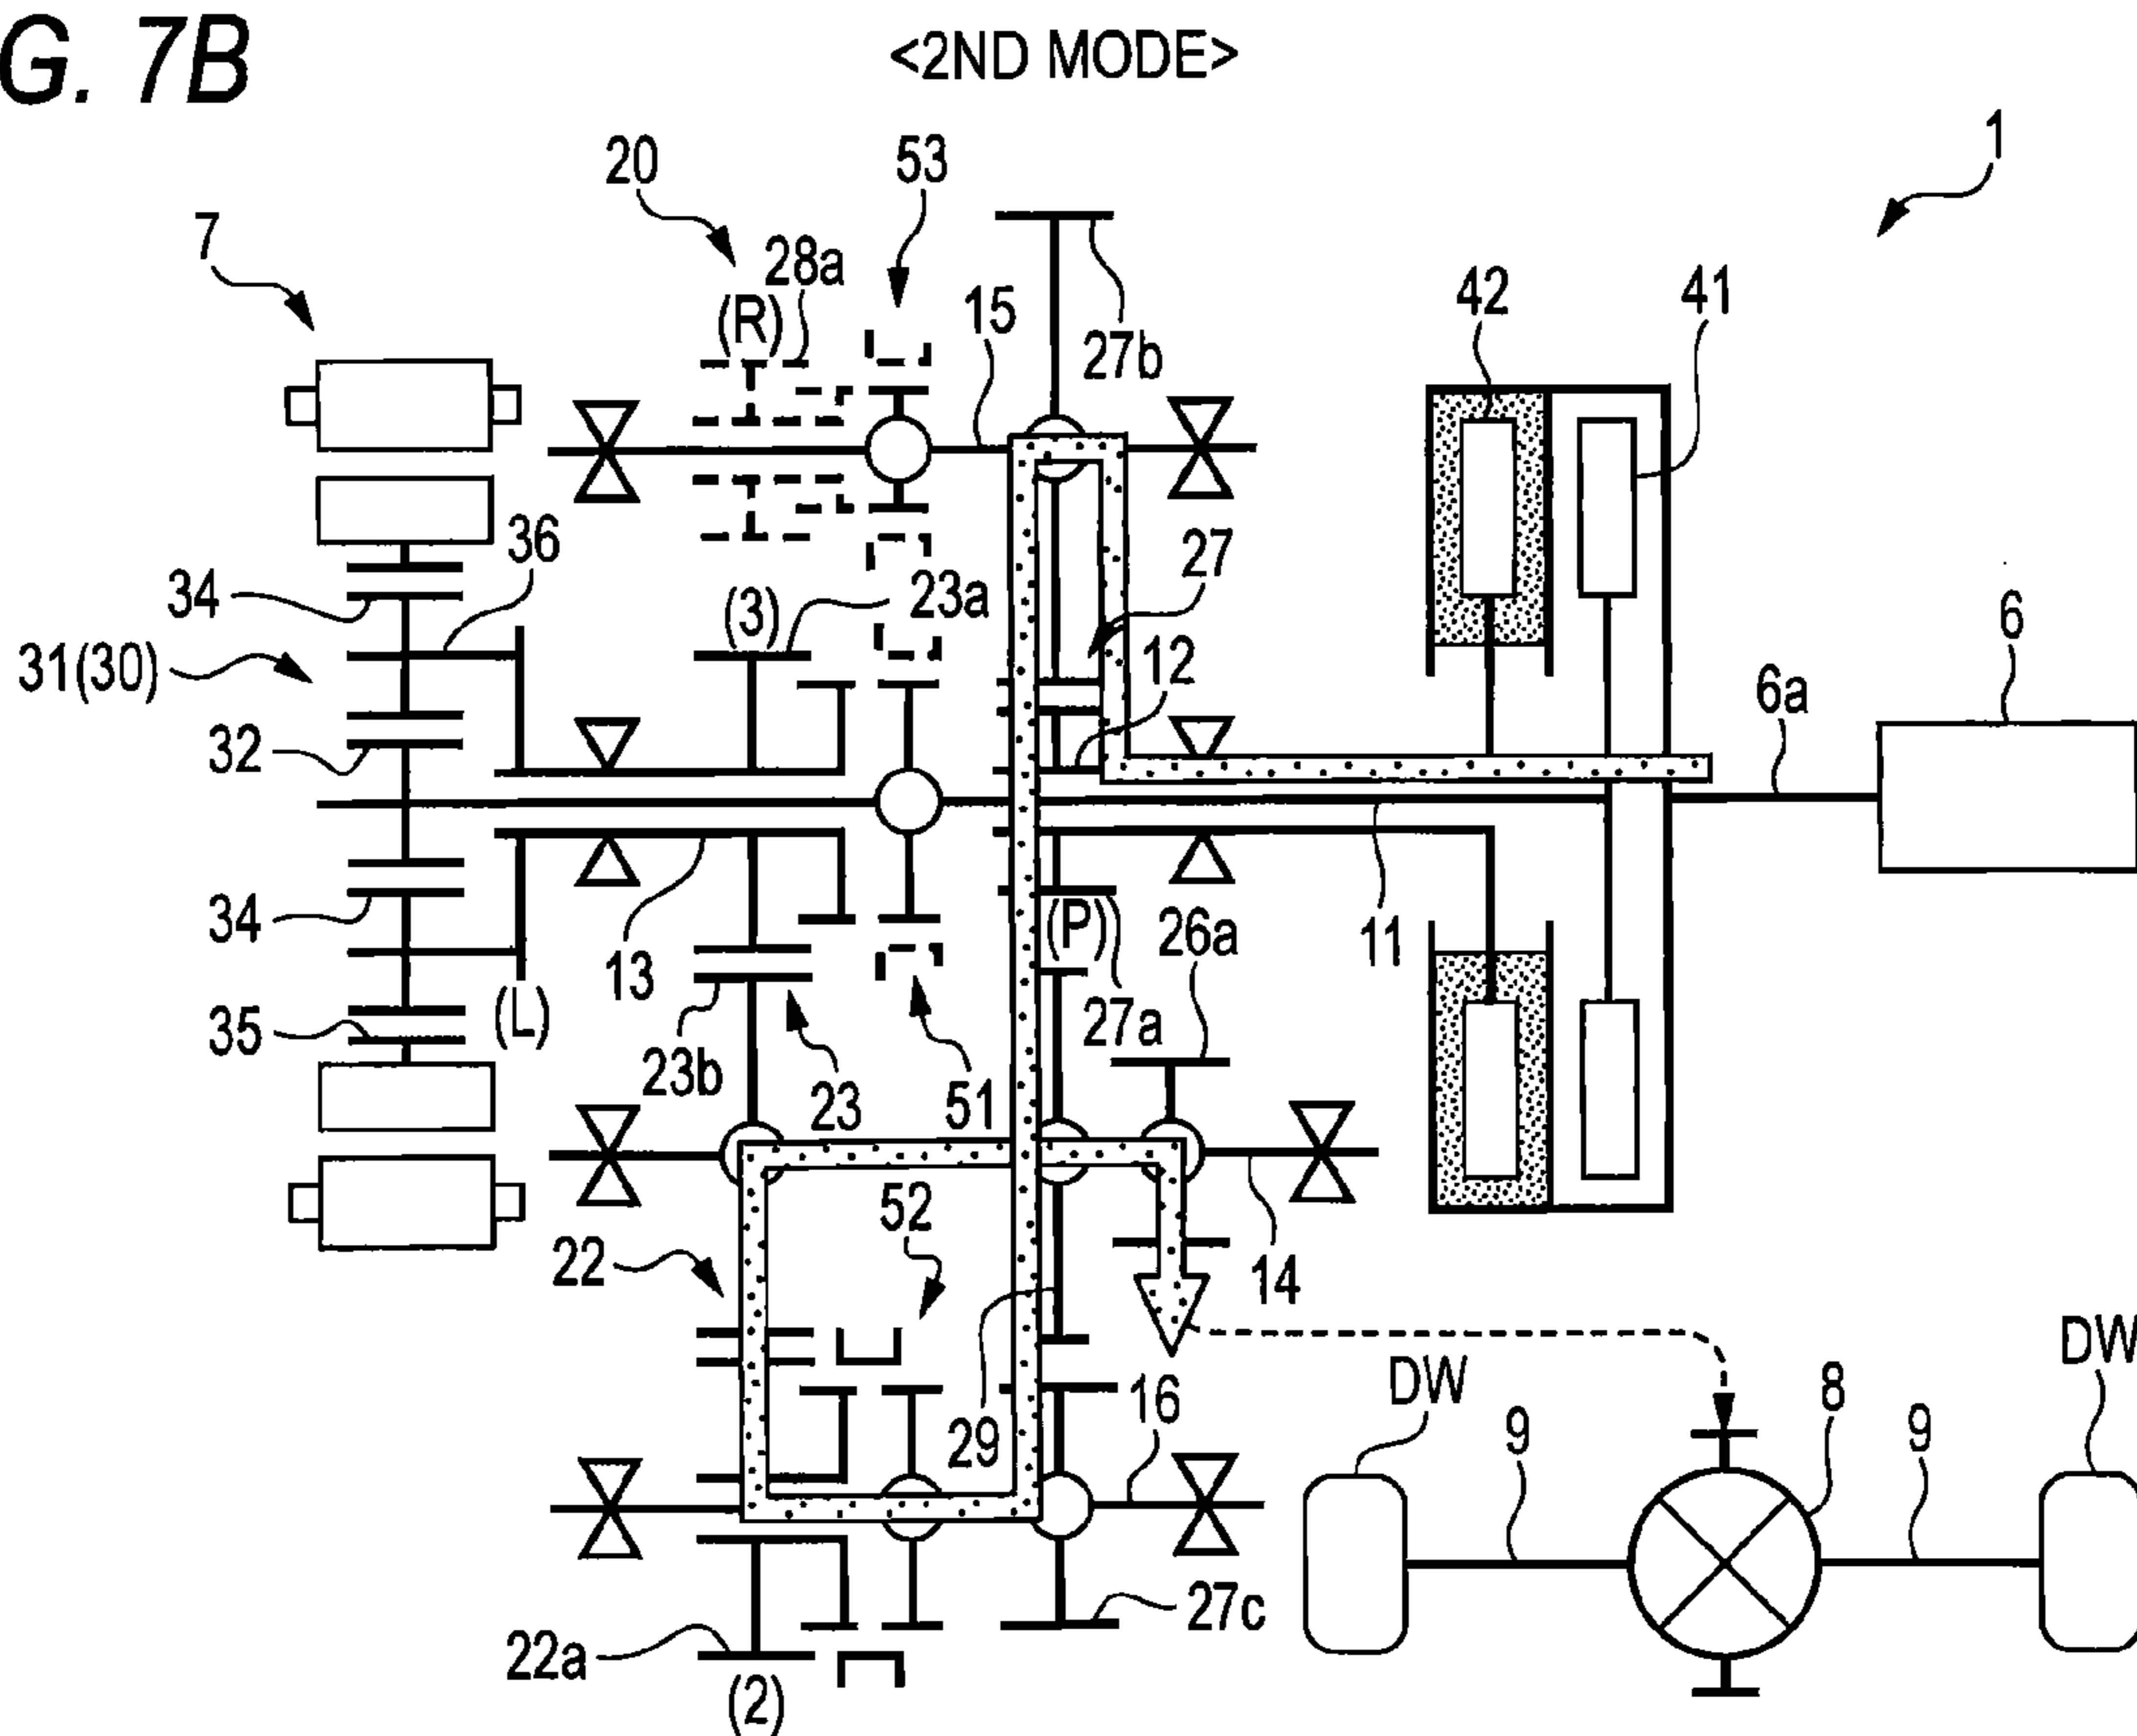 G. 7B
<2ND MODE>
1
20
53
7
28a
(R)
15
27b
42
41
36
34
27
(3)
23a
6
31(30)
12
6a
32
34
13
(P)
26a
11
35
(L)
27a
23b
23
51
52
22
14
DW
DW
29
16
9
8
9
27c
22a
(2)